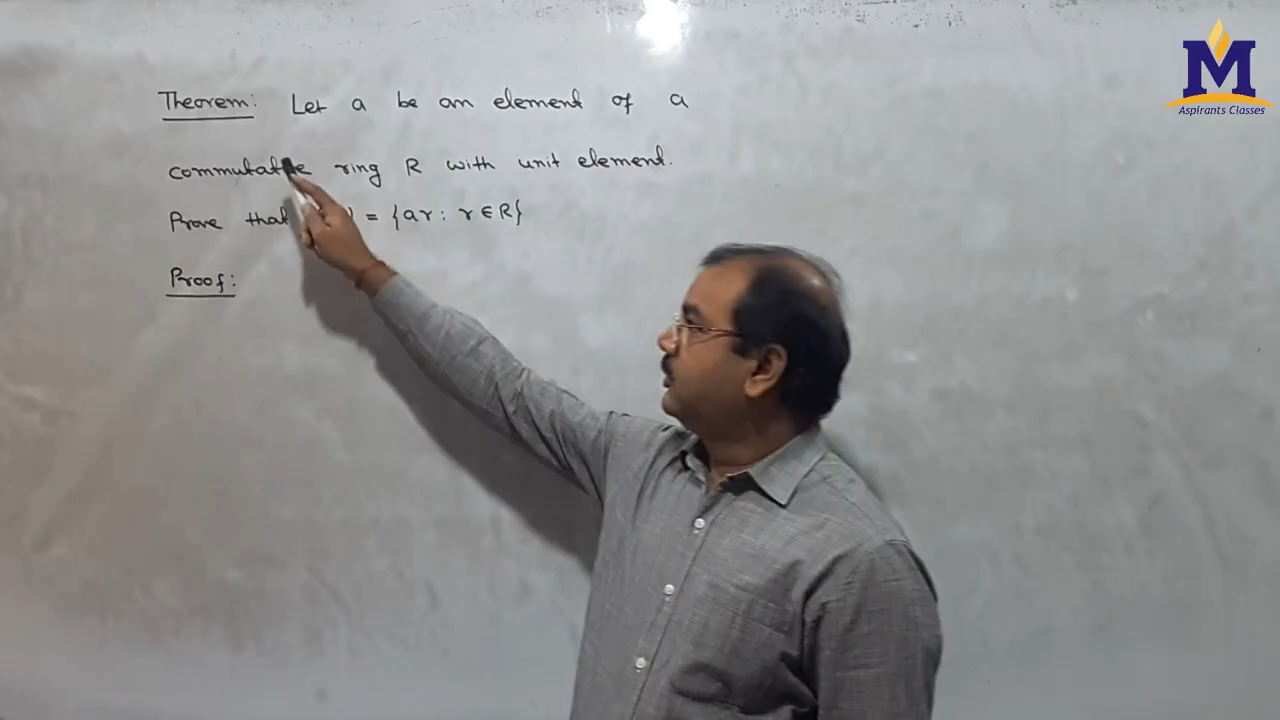 Theorem: Let a be an element of a
commutative ring R with unit element.
Prove that = {ar : r ∈ R}
Proof:
M
Aspirants Classes